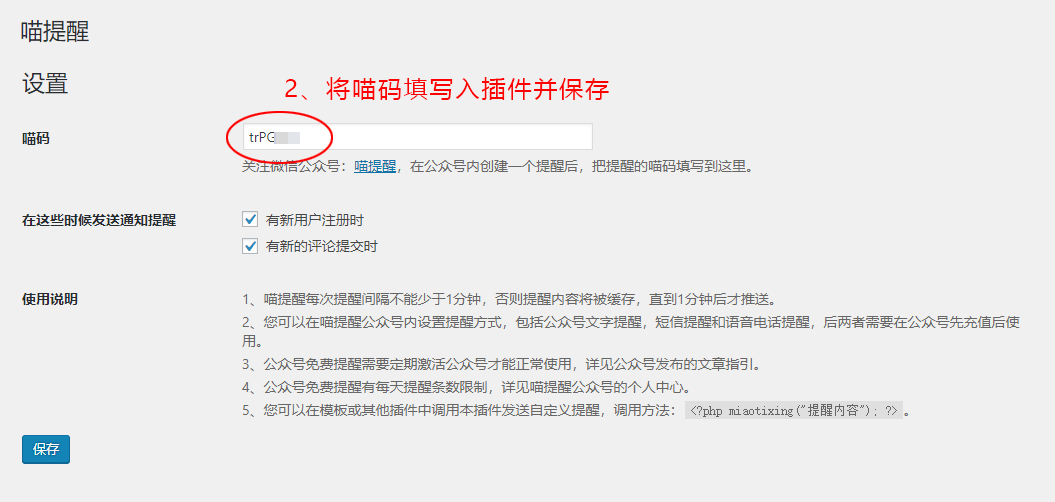 喵提醒
设置
2、将喵码填写入插件并保存
喵码
trPG
关注微信公众号：喵提醒，在公众号内创建一个提醒后，把提醒的喵码填写到这里。
在这些时候发送通知提醒
有新用户注册时
有新的评论提交时
使用说明
1、喵提醒每次提醒间隔不能少于1分钟，否则提醒内容将被缓存，直到1分钟后才推送。
2、您可以在喵提醒公众号内设置提醒方式，包括公众号文字提醒，短信提醒和语音电话提醒，后两者需要在公众号先充值后使
用。
3、公众号免费提醒需要定期激活公众号才能正常使用，详见公众号发布的文章指引。
4、公众号免费提醒有每天提醒条数限制，详见喵提醒公众号的个人中心。
5、您可以在模板或其他插件中调用本插件发送自定义提醒，调用方法：<?php miaotixing("提醒内容"); ?>。
保存